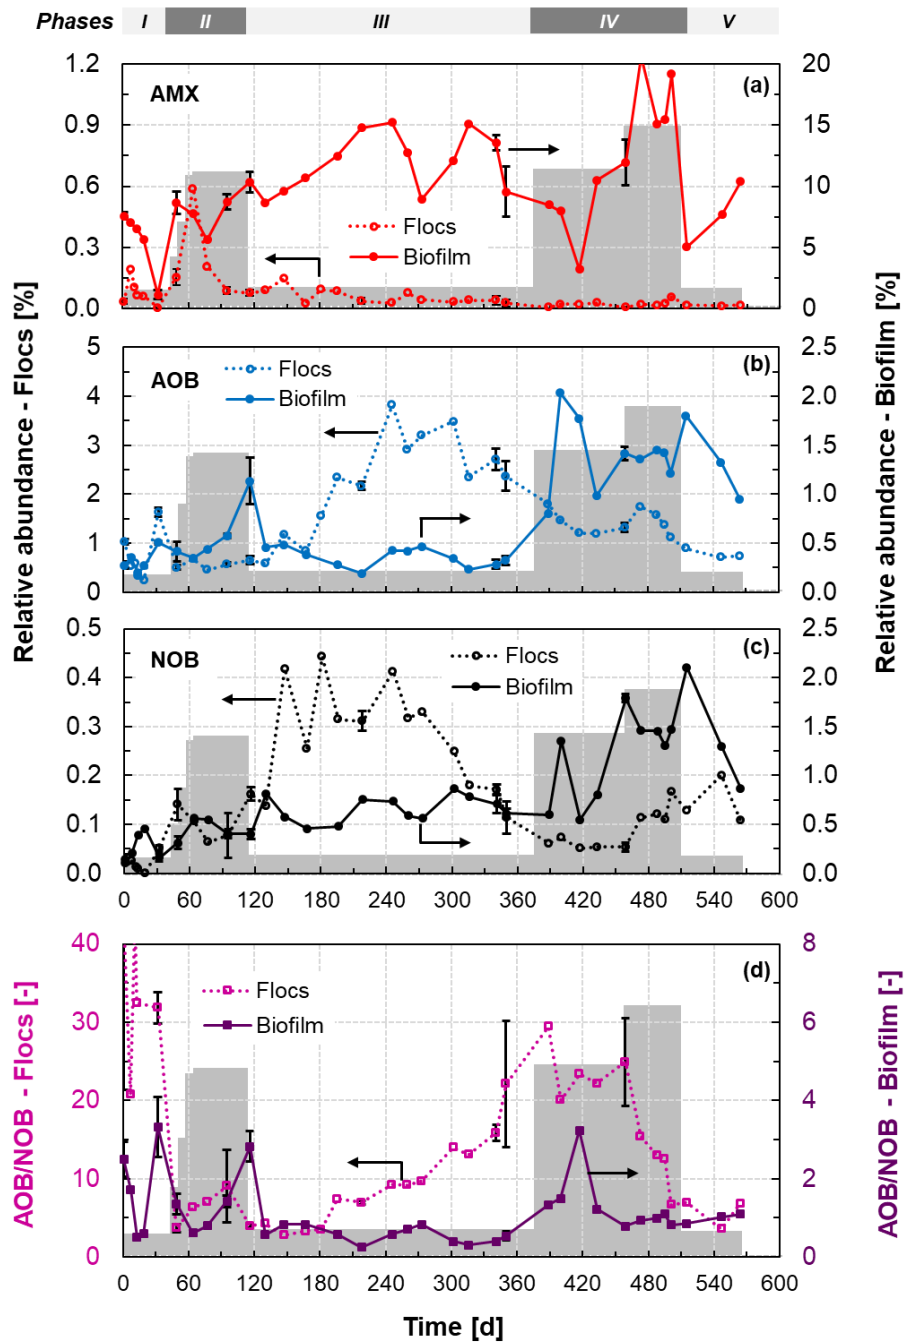 Phases I II III IV V
1.2 20
AMX (a)
0.9 15
0.6 10
Flocs
Biofilm
0.3 5
0.0 0
Relative abundance - Flocs [%]
Relative abundance - Biofilm [%]
5 2.5
AOB (b)
Flocs
Biofilm
4 2.0
3 1.5
2 1.0
1 0.5
0 0.0
0.5 2.5
NOB (c)
Flocs
Biofilm
0.4 2.0
0.3 1.5
0.2 1.0
0.1 0.5
0.0 0.0
0 60 120 180 240 300 360 420 480 540 600
40 8
(d)
Flocs
Biofilm
30 6
20 4
10 2
0 0
AOB/NOB - Flocs [-]
AOB/NOB - Biofilm [-]
0 60 120 180 240 300 360 420 480 540 600
Time [d]